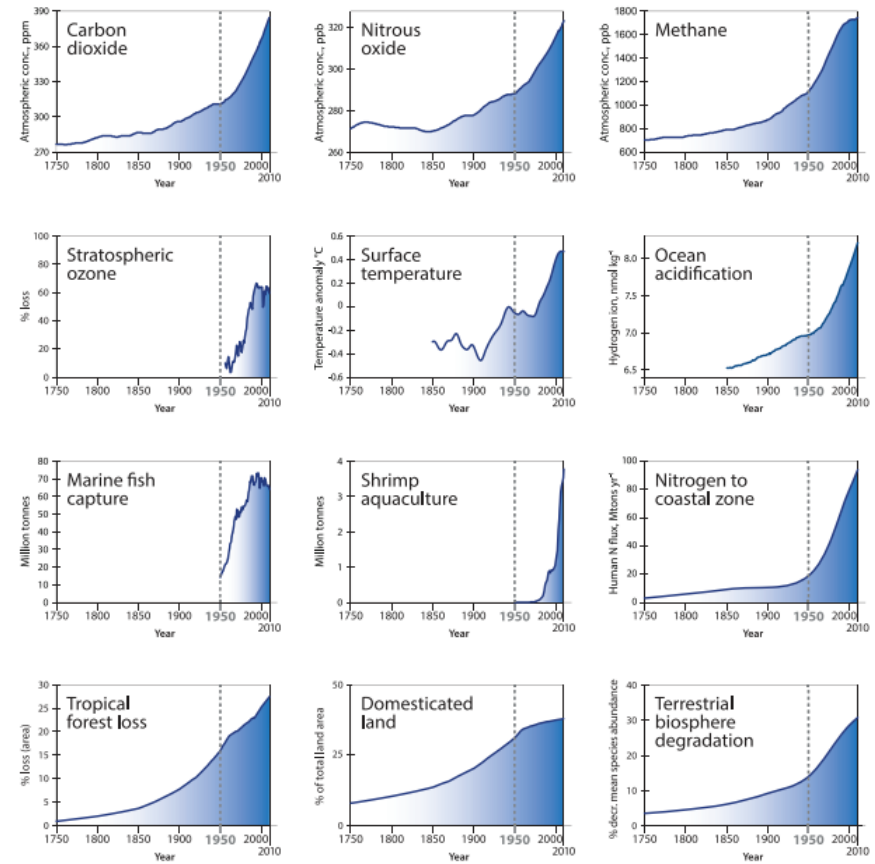 Carbon
dioxide
Atmospheric conc., ppm
390
360
330
300
270
1750 1800 1850 1900 1950 2000
2010
Year
Nitrous
oxide
Atmospheric conc., ppb
320
300
280
260
1750 1800 1850 1900 1950 2000
2010
Year
Methane
Atmospheric conc., ppb
1800
1600
1400
1200
1000
800
600
1750 1800 1850 1900 1950 2000
2010
Year
Stratospheric
ozone
% loss
100
80
60
40
20
0
1750 1800 1850 1900 1950 2000
2010
Year
Surface
temperature
Temperature anomaly °C
0.6
0.4
0.2
0
-0.2
-0.4
-0.6
1750 1800 1850 1900 1950 2000
2010
Year
Ocean
acidification
Hydrogen ion, nmol kg⁻¹
8.0
7.5
7.0
6.5
1750 1800 1850 1900 1950 2000
2010
Year
Marine fish
capture
Million tonnes
80
70
60
50
40
30
20
10
0
1750 1800 1850 1900 1950 2000
2010
Year
Shrimp
aquaculture
Million tonnes
4
3
2
1
0
1750 1800 1850 1900 1950 2000
2010
Year
Nitrogen to
coastal zone
Human N flux, Mtons yr⁻¹
100
80
60
40
20
0
1750 1800 1850 1900 1950 2000
2010
Year
Tropical
forest loss
% loss (area)
30
25
20
15
10
5
0
1750 1800 1850 1900 1950 2000
2010
Year
Domesticated
land
% of total land area
50
25
0
1750 1800 1850 1900 1950 2000
2010
Year
Terrestrial
biosphere
degradation
% decr. mean species abundance
40
30
20
10
0
1750 1800 1850 1900 1950 2000
2010
Year